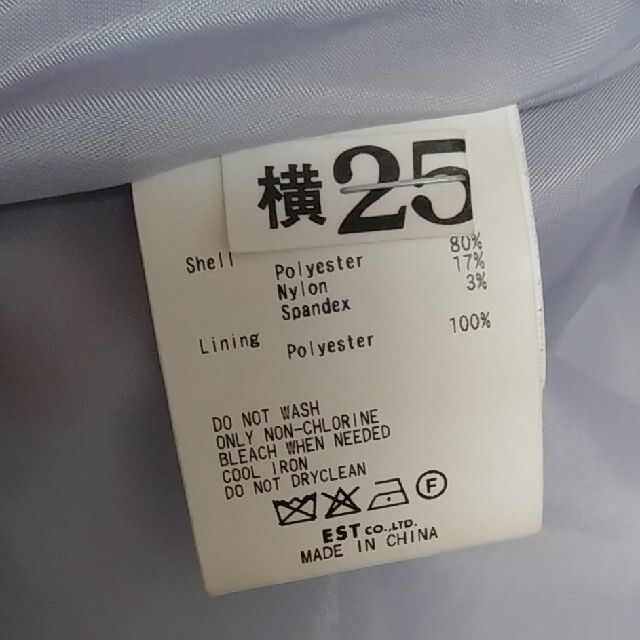 横25
Shell Polyester 80%
Nylon 17%
Spandex 3%
Lining Polyester 100%
DO NOT WASH
ONLY NON-CHLORINE
BLEACH WHEN NEEDED
COOL IRON
DO NOT DRYCLEAN
F
EST CO.,LTD.
MADE IN CHINA